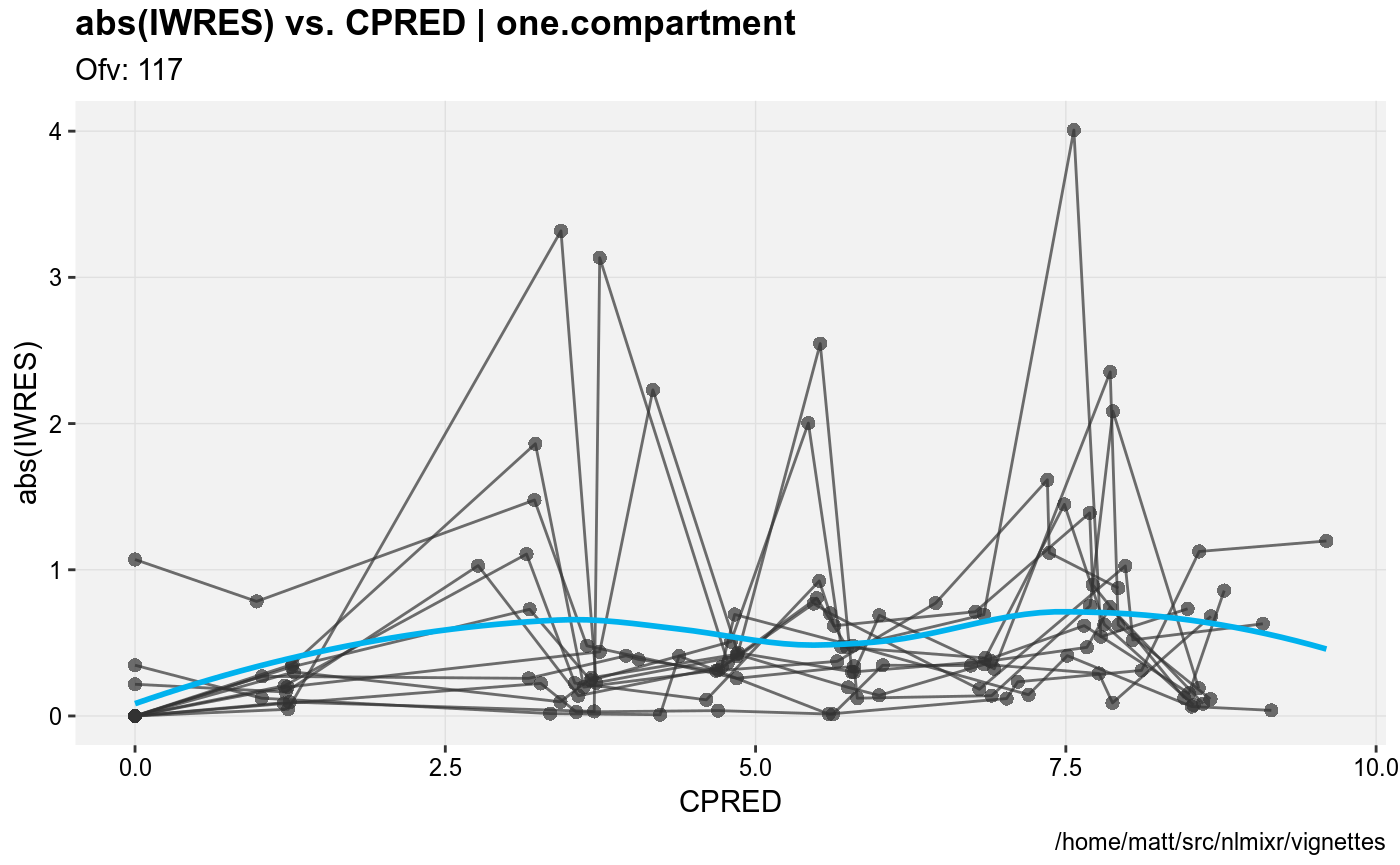 abs(IWRES) vs. CPRED | one.compartment
Ofv: 117
4
3
2
1
0
abs(IWRES)
0.0 2.5 5.0 7.5 10.0
CPRED
/home/matt/src/nlmixr/vignettes